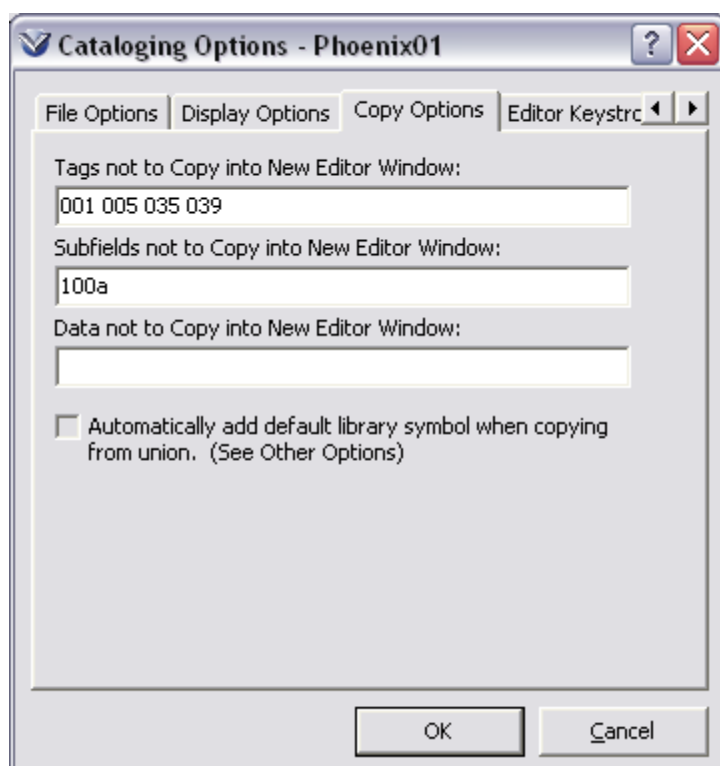 Cataloging Options - Phoenix01
File Options Display Options Copy Options Editor Keystrc
Tags not to Copy into New Editor Window:
001 005 035 039
Subfields not to Copy into New Editor Window:
100a
Data not to Copy into New Editor Window:
Automatically add default library symbol when copying
from union. (See Other Options)
OK Cancel